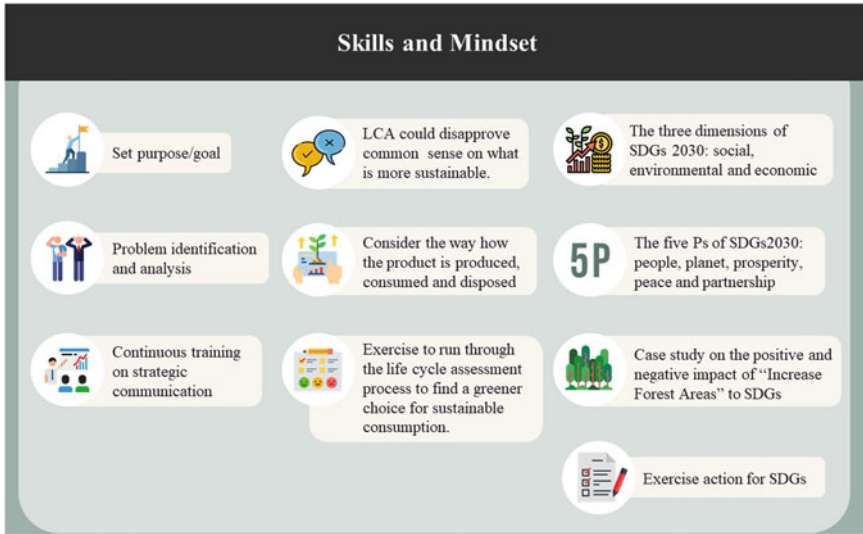 Skills and Mindset
Set purpose/goal
Problem identification
and analysis
Continuous training
on strategic
communication
LCA could disapprove
common sense on what
is more sustainable.
Consider the way how
the product is produced,
consumed and disposed
Exercise to run through
the life cycle assessment
process to find a greener
choice for sustainable
consumption.
The three dimensions of
SDGs 2030: social,
environmental and economic
5P
The five Ps of SDGs2030:
people, planet, prosperity,
peace and partnership
Case study on the positive and
negative impact of “Increase
Forest Areas” to SDGs
Exercise action for SDGs